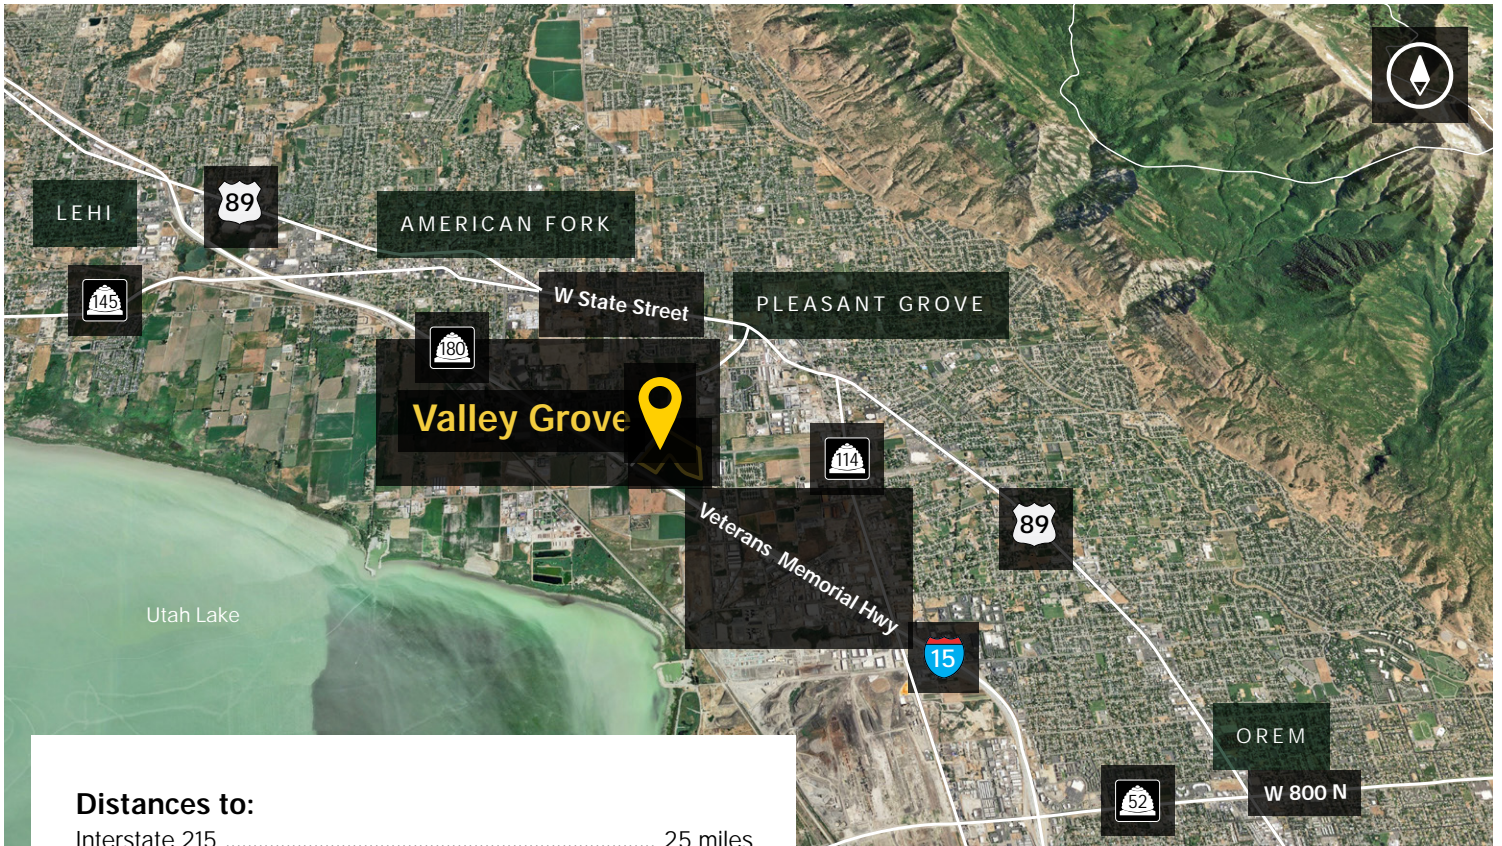 LEHI
89
AMERICAN FORK
145
W State Street
PLEASANT GROVE
180
Valley Grove
114
Veterans Memorial Hwy
89
Utah Lake
15
OREM
52
W 800 N
Distances to:
Interstate 215 25 miles